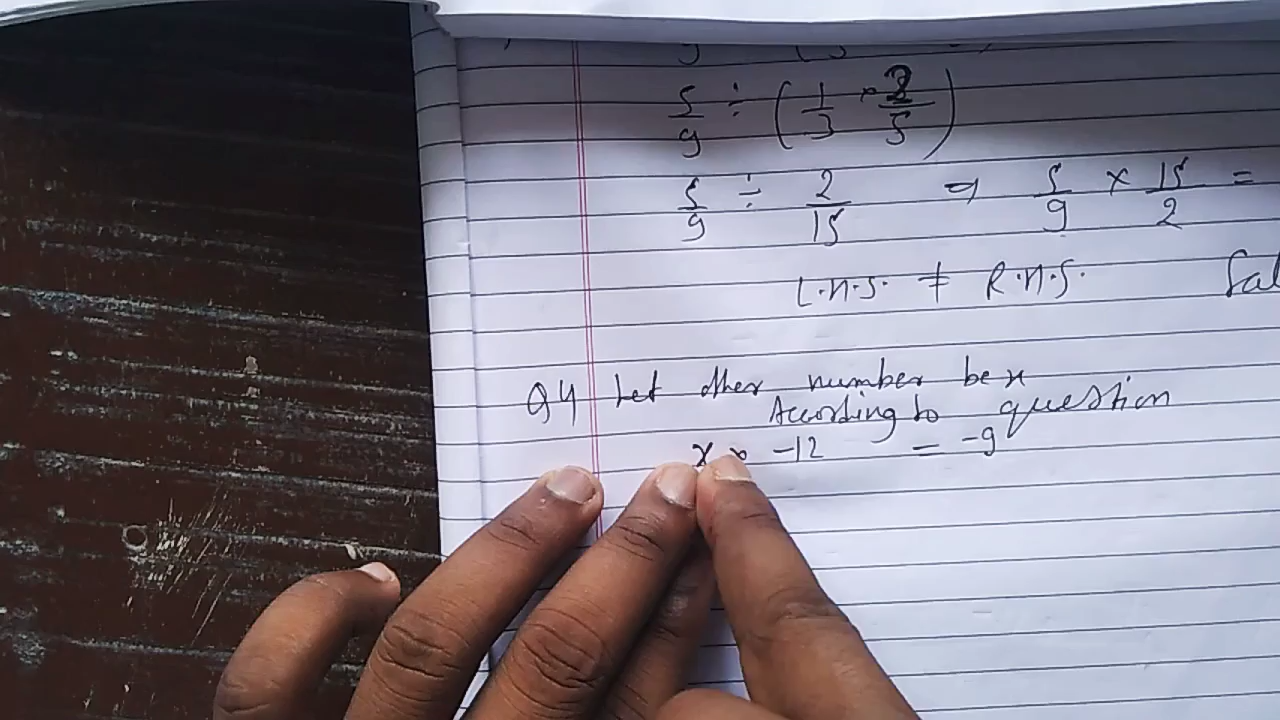 5/9 ÷ (1/3 × 2/5)
5/9 ÷ 2/15 ⇒ 5/9 × 15/2 =
L.H.S. ≠ R.H.S.
Q4 Let other number be x
According to question
x × -12 = -9